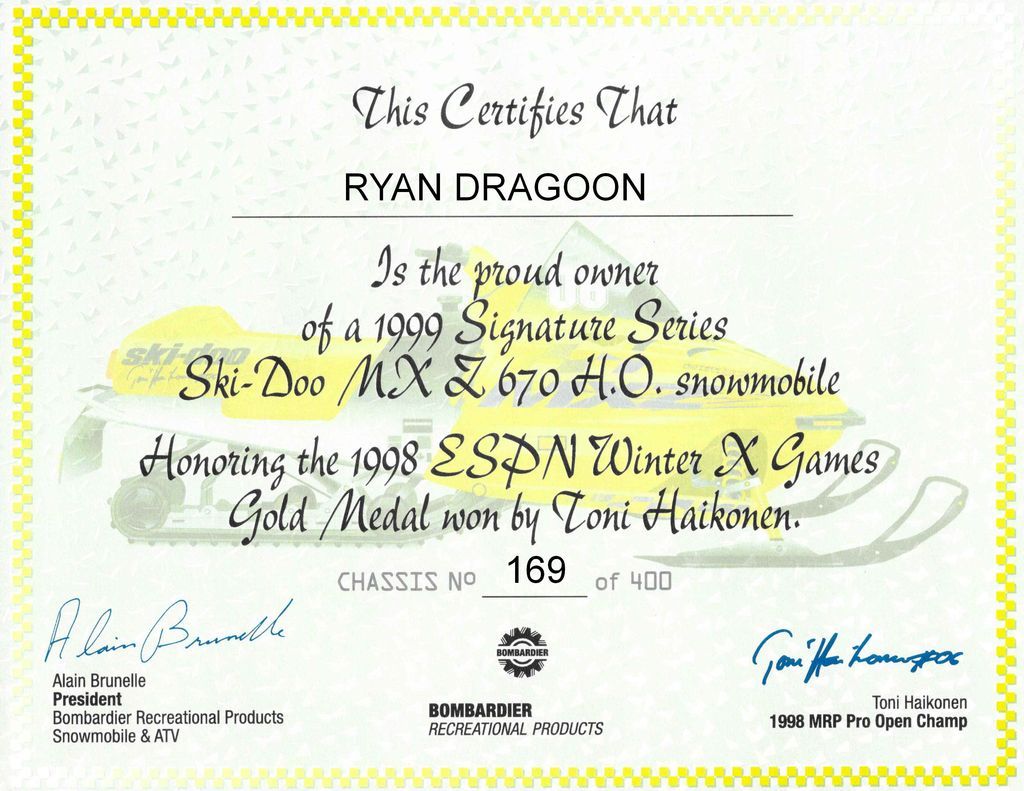 This Certifies That
RYAN DRAGOON
Is the proud owner
of a 1999 Signature Series
Ski-Doo MX Z 670 H.O. snowmobile
Honoring the 1998 ESPN Winter X Games
Gold Medal won by Toni Haikonen.
CHASSIS Nº 169 of 400
ski-doo
Alain Brunelle
Alain Brunelle
President
Bombardier Recreational Products
Snowmobile & ATV
BOMBARDIER
BOMBARDIER
RECREATIONAL PRODUCTS
Toni Haikonen #06
Toni Haikonen
1998 MRP Pro Open Champ